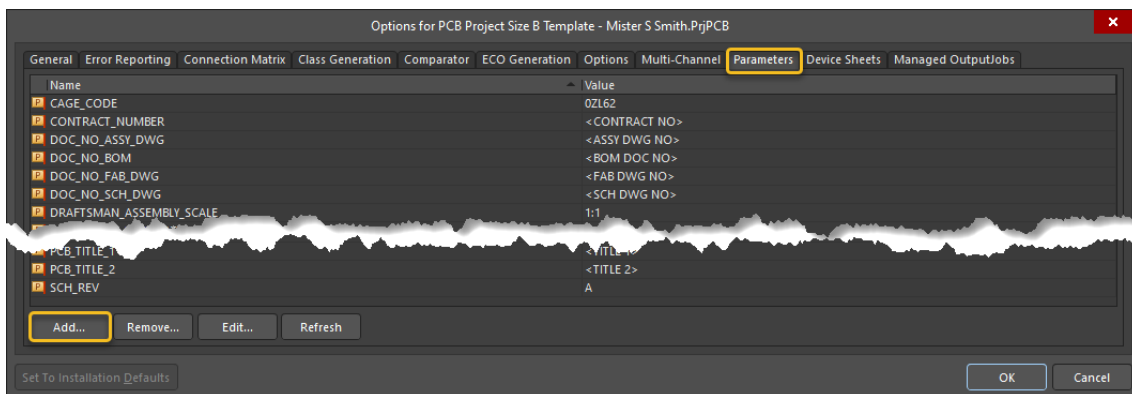 Options for PCB Project Size B Template - Mister S Smith.PrjPCB
General Error Reporting Connection Matrix Class Generation Comparator ECO Generation Options Multi-Channel Parameters Device Sheets Managed OutputJobs
Name Value
CAGE_CODE 0ZL62
CONTRACT_NUMBER <CONTRACT NO>
DOC_NO_ASSY_DWG <ASSY DWG NO>
DOC_NO_BOM <BOM DOC NO>
DOC_NO_FAB_DWG <FAB DWG NO>
DOC_NO_SCH_DWG <SCH DWG NO>
DRAFTSMAN_ASSEMBLY_SCALE 1:1
PCB_TITLE_1
PCB_TITLE_2 <TITLE 2>
SCH_REV A
Add... Remove... Edit... Refresh
Set To Installation Defaults OK Cancel